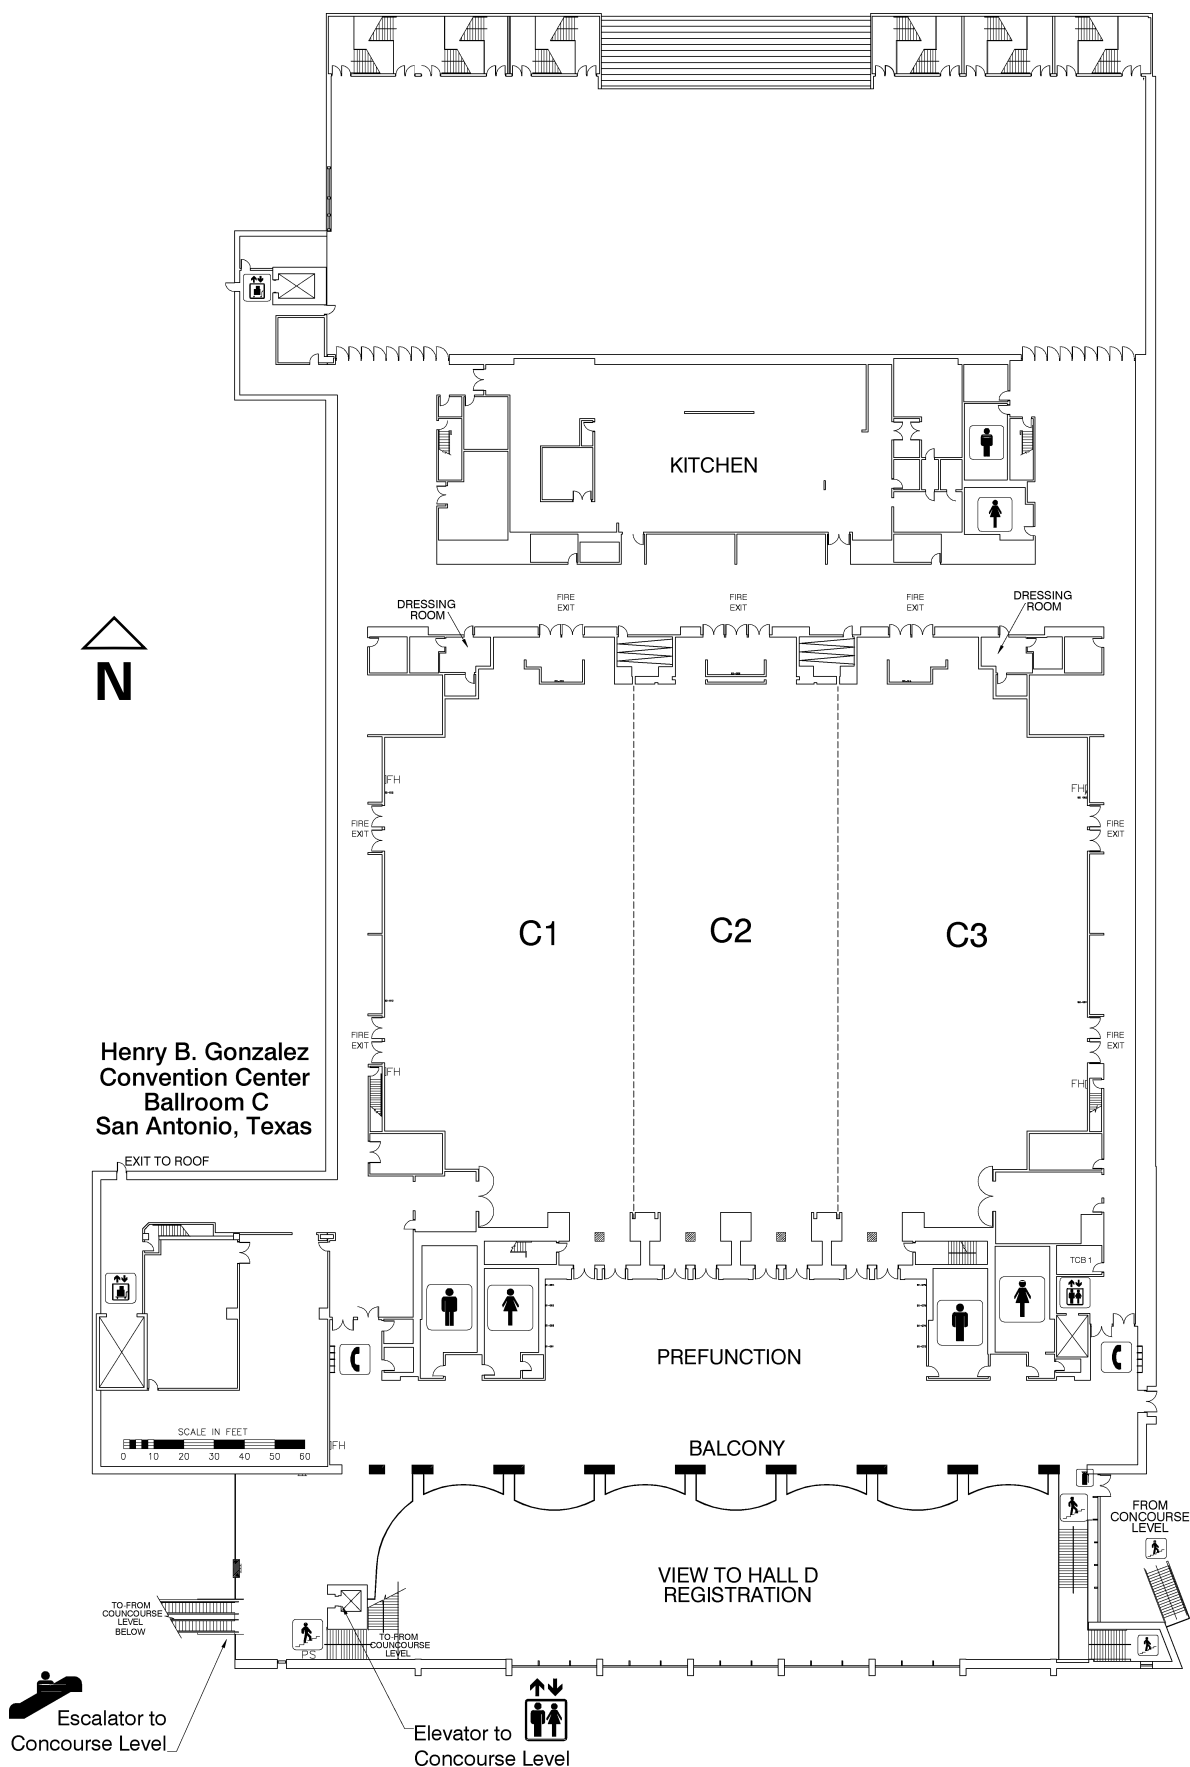 KITCHEN
DRESSING
ROOM
FIRE
EXIT
FIRE
EXIT
FIRE
EXIT
DRESSING
ROOM
N
FH
FH
FIRE
EXIT
FIRE
EXIT
C1
C2
C3
FIRE
EXIT
FIRE
EXIT
FH
FH
Henry B. Gonzalez
Convention Center
Ballroom C
San Antonio, Texas
EXIT TO ROOF
TCB 1
PREFUNCTION
SCALE IN FEET
0 10 20 30 40 50 60
FH
BALCONY
FROM
CONCOURSE
LEVEL
VIEW TO HALL D
REGISTRATION
TO-FROM
COUNCOURSE
LEVEL
BELOW
PS
TO-FROM
COUNCOURSE
LEVEL
Escalator to
Concourse Level
Elevator to
Concourse Level